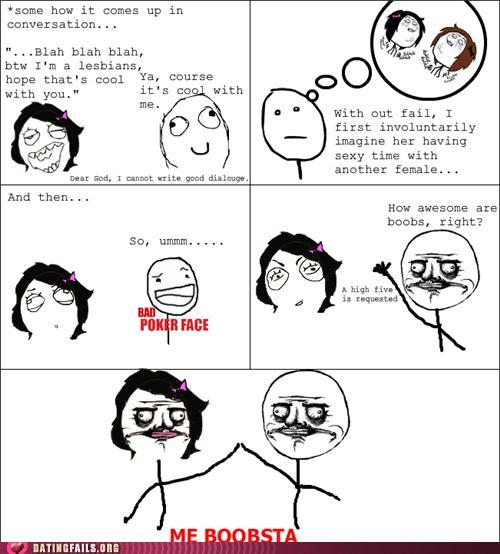 *some how it comes up in
conversation...
"...Blah blah blah,
btw I'm a lesbians,
hope that's cool
with you."
Ya, course
it's cool with
me.
Dear God, I cannot write good dialouge.
With out fail, I
first involuntarily
imagine her having
sexy time with
another female...
And then...
So, ummm.....
BAD
POKER FACE
How awesome are
boobs, right?
A high five
is requested
ME BOOBSTA
DATINGFAILS.ORG